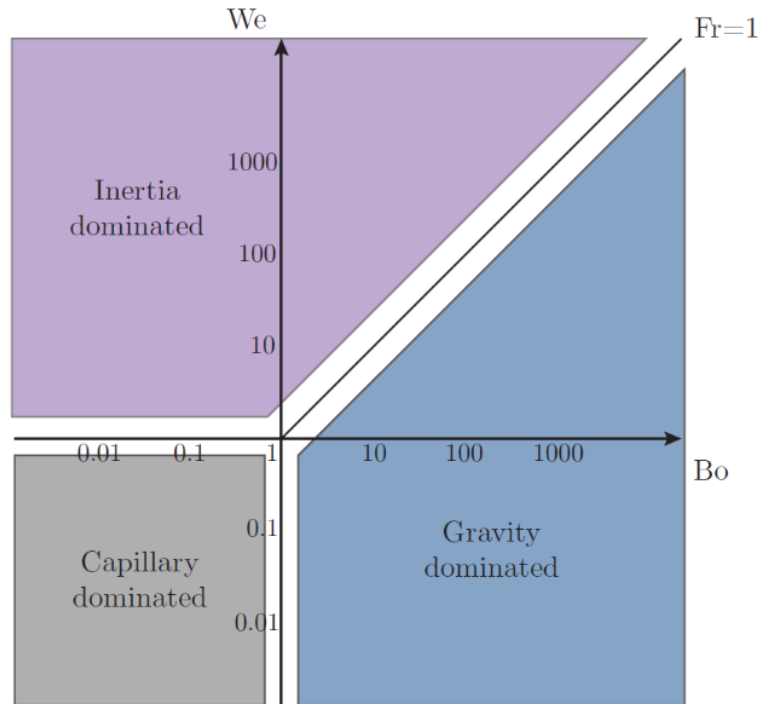 We
Fr=1
1000
Inertia
dominated
100
10
0.01 0.1 1 10 100 1000
Bo
0.1
Gravity
dominated
Capillary
dominated
0.01